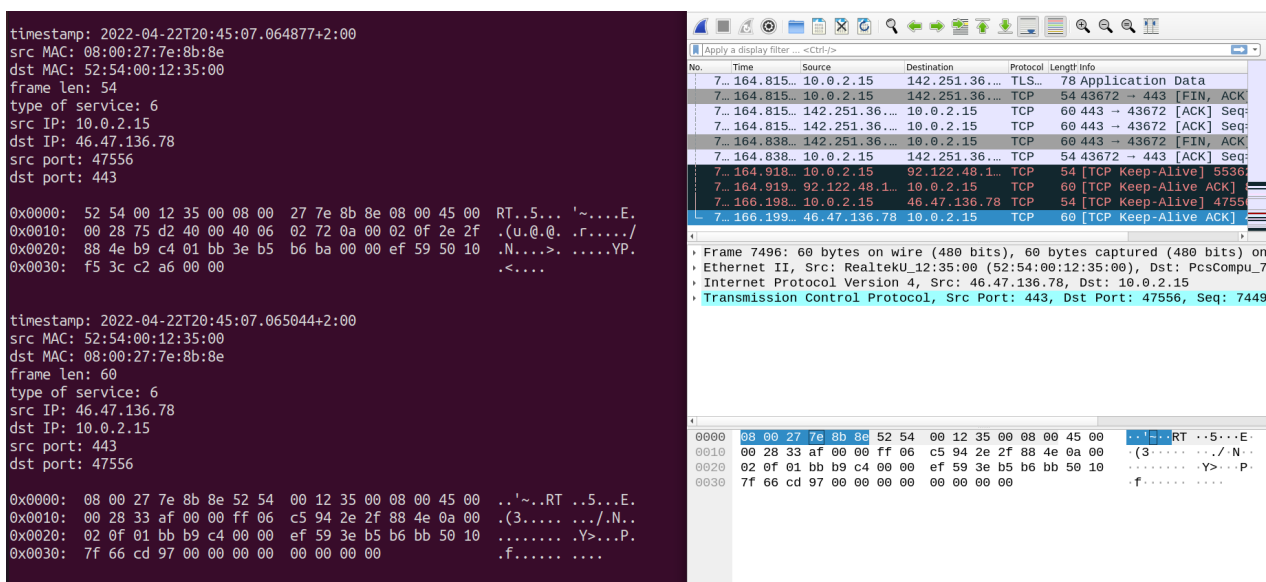 timestamp: 2022-04-22T20:45:07.064877+2:00
src MAC: 08:00:27:7e:8b:8e
dst MAC: 52:54:00:12:35:00
frame len: 54
type of service: 6
src IP: 10.0.2.15
dst IP: 46.47.136.78
src port: 47556
dst port: 443
0x0000: 52 54 00 12 35 00 08 00 27 7e 8b 8e 08 00 45 00 RT..5... '~....E.
0x0010: 00 28 75 d2 40 00 40 06 02 72 0a 00 02 0f 2e 2f .(u.@.@. .r...../
0x0020: 88 4e b9 c4 01 bb 3e b5 b6 ba 00 00 ef 59 50 10 .N....>. .....YP.
0x0030: f5 3c c2 a6 00 00 .<....
timestamp: 2022-04-22T20:45:07.065044+2:00
src MAC: 52:54:00:12:35:00
dst MAC: 08:00:27:7e:8b:8e
frame len: 60
type of service: 6
src IP: 46.47.136.78
dst IP: 10.0.2.15
src port: 443
dst port: 47556
0x0000: 08 00 27 7e 8b 8e 52 54 00 12 35 00 08 00 45 00 ..'~..RT ..5...E.
0x0010: 00 28 33 af 00 00 ff 06 c5 94 2e 2f 88 4e 0a 00 .(3..... .../.N..
0x0020: 02 0f 01 bb b9 c4 00 00 ef 59 3e b5 b6 bb 50 10 ........ .Y>...P.
0x0030: 7f 66 cd 97 00 00 00 00 00 00 00 00 .f...... ....
Apply a display filter ... <Ctrl-/>
No. Time Source Destination Protocol Length Info
7… 164.815… 10.0.2.15 142.251.36.… TLS… 78 Application Data
7… 164.815… 10.0.2.15 142.251.36.… TCP 54 43672 → 443 [FIN, ACK
7… 164.815… 142.251.36.… 10.0.2.15 TCP 60 443 → 43672 [ACK] Seq=
7… 164.815… 142.251.36.… 10.0.2.15 TCP 60 443 → 43672 [ACK] Seq=
7… 164.838… 142.251.36.… 10.0.2.15 TCP 60 443 → 43672 [FIN, ACK
7… 164.838… 10.0.2.15 142.251.36.… TCP 54 43672 → 443 [ACK] Seq=
7… 164.918… 10.0.2.15 92.122.48.1… TCP 54 [TCP Keep-Alive] 5536
7… 164.919… 92.122.48.1… 10.0.2.15 TCP 60 [TCP Keep-Alive ACK]
7… 166.198… 10.0.2.15 46.47.136.78 TCP 54 [TCP Keep-Alive] 4755
7… 166.199… 46.47.136.78 10.0.2.15 TCP 60 [TCP Keep-Alive ACK]
Frame 7496: 60 bytes on wire (480 bits), 60 bytes captured (480 bits) on
Ethernet II, Src: RealtekU_12:35:00 (52:54:00:12:35:00), Dst: PcsCompu_7
Internet Protocol Version 4, Src: 46.47.136.78, Dst: 10.0.2.15
Transmission Control Protocol, Src Port: 443, Dst Port: 47556, Seq: 7449
0000 08 00 27 7e 8b 8e 52 54 00 12 35 00 08 00 45 00 ··'~··RT ··5···E·
0010 00 28 33 af 00 00 ff 06 c5 94 2e 2f 88 4e 0a 00 ·(3····· ···/·N··
0020 02 0f 01 bb b9 c4 00 00 ef 59 3e b5 b6 bb 50 10 ········ ·Y>···P·
0030 7f 66 cd 97 00 00 00 00 00 00 00 00 ·f······ ····